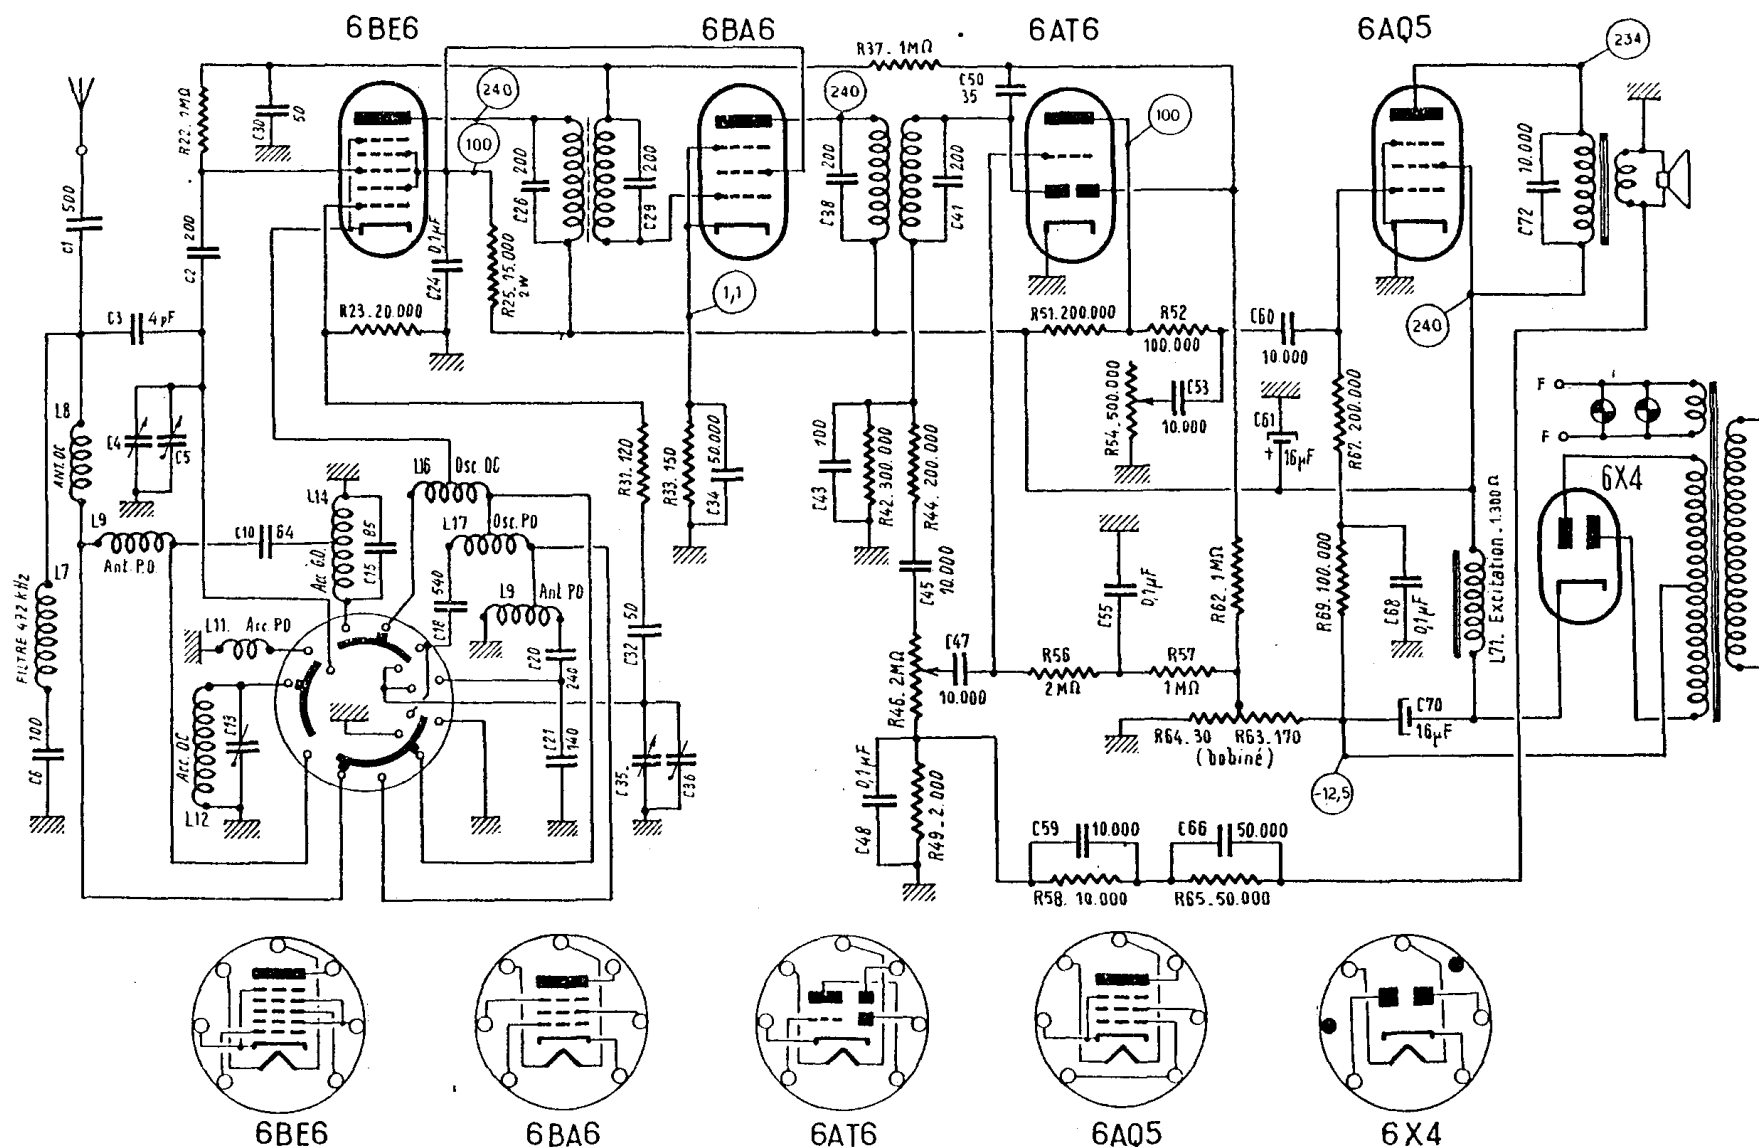 6BE6
6BA6
6AT6
6AQ5
R22. 1MΩ
C30
50
240
100
R37. 1MΩ
C50
35
240
100
234
C1
500
C2
200
C26
200
C29
200
C38
200
C41
200
C72
10.000
C24
0,1µF
R25. 15.000
2W
1,1
C3
4pF
R23. 20.000
R51. 200.000
R52
100.000
C60
10.000
240
L8
ANT. OC
C4
C5
R31. 120
R33. 150
C34
50.000
C43
100
R42. 300.000
R44. 200.000
R54. 500.000
C53
10.000
C61
+
16µF
R67. 200.000
F
F
6X4
L9
Ant. PO
C10
64
L14
Acc G.O.
C15
85
L16
Osc. OC
L17
Osc. PO
C18
540
L9
Ant PO
L7
FILTRE 472 kHz
C6
100
L11.
Acc PO
Acc. OC
L12
C13
C20
240
C21
140
C32
50
C35
C36
C45
10.000
C55
0,1µF
R62. 1MΩ
R69. 100.000
C68
0,1µF
L71. Excitation. 1.300Ω
R46. 2MΩ
C47
10.000
R56
2MΩ
R57
1MΩ
R64. 30
R63. 170
(bobiné)
C70
16µF
-12,5
C48
0,1µF
R49. 2.000
C59
10.000
R58. 10.000
C66
50.000
R65. 50.000
6BE6
6BA6
6AT6
6AQ5
6X4